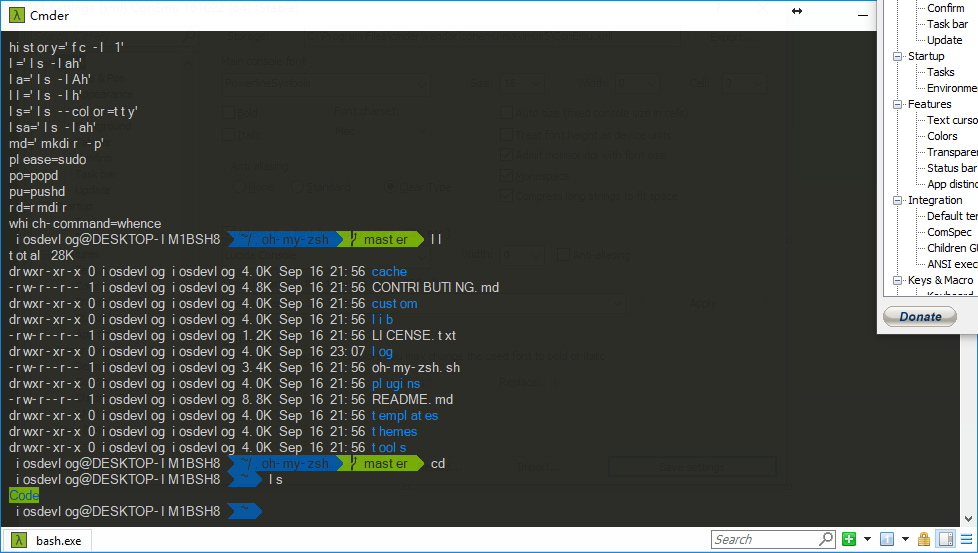 Cmder
history='fc -l 1'
l='ls -lah'
la='ls -lAh'
ll='ls -lh'
ls='ls --color=tty'
lsa='ls -lah'
md='mkdir -p'
please=sudo
po=popd
pu=pushd
rd=rmdir
which-command=whence
iosdevlog@DESKTOP-IM1BSH8 ~/.oh-my-zsh master ll
total 28K
drwxr-xr-x 0 iosdevlog iosdevlog 4.0K Sep 16 21:56 cache
-rw-r--r-- 1 iosdevlog iosdevlog 4.8K Sep 16 21:56 CONTRIBUTING.md
drwxr-xr-x 0 iosdevlog iosdevlog 4.0K Sep 16 21:56 custom
drwxr-xr-x 0 iosdevlog iosdevlog 4.0K Sep 16 21:56 lib
-rw-r--r-- 1 iosdevlog iosdevlog 1.2K Sep 16 21:56 LICENSE.txt
drwxr-xr-x 0 iosdevlog iosdevlog 4.0K Sep 16 23:07 log
-rw-r--r-- 1 iosdevlog iosdevlog 3.4K Sep 16 21:56 oh-my-zsh.sh
drwxr-xr-x 0 iosdevlog iosdevlog 4.0K Sep 16 21:56 plugins
-rw-r--r-- 1 iosdevlog iosdevlog 8.8K Sep 16 21:56 README.md
drwxr-xr-x 0 iosdevlog iosdevlog 4.0K Sep 16 21:56 templates
drwxr-xr-x 0 iosdevlog iosdevlog 4.0K Sep 16 21:56 themes
drwxr-xr-x 0 iosdevlog iosdevlog 4.0K Sep 16 21:56 tools
iosdevlog@DESKTOP-IM1BSH8 ~/.oh-my-zsh master cd
iosdevlog@DESKTOP-IM1BSH8 ~ ls
Code
iosdevlog@DESKTOP-IM1BSH8 ~
bash.exe
Search
Confirm
Task bar
Update
Startup
Tasks
Environme
Features
Text curso
Colors
Transparen
Status bar
App distinc
Integration
Default ter
ComSpec
Children GU
ANSI exec
Keys & Macro
Keyboard
Donate